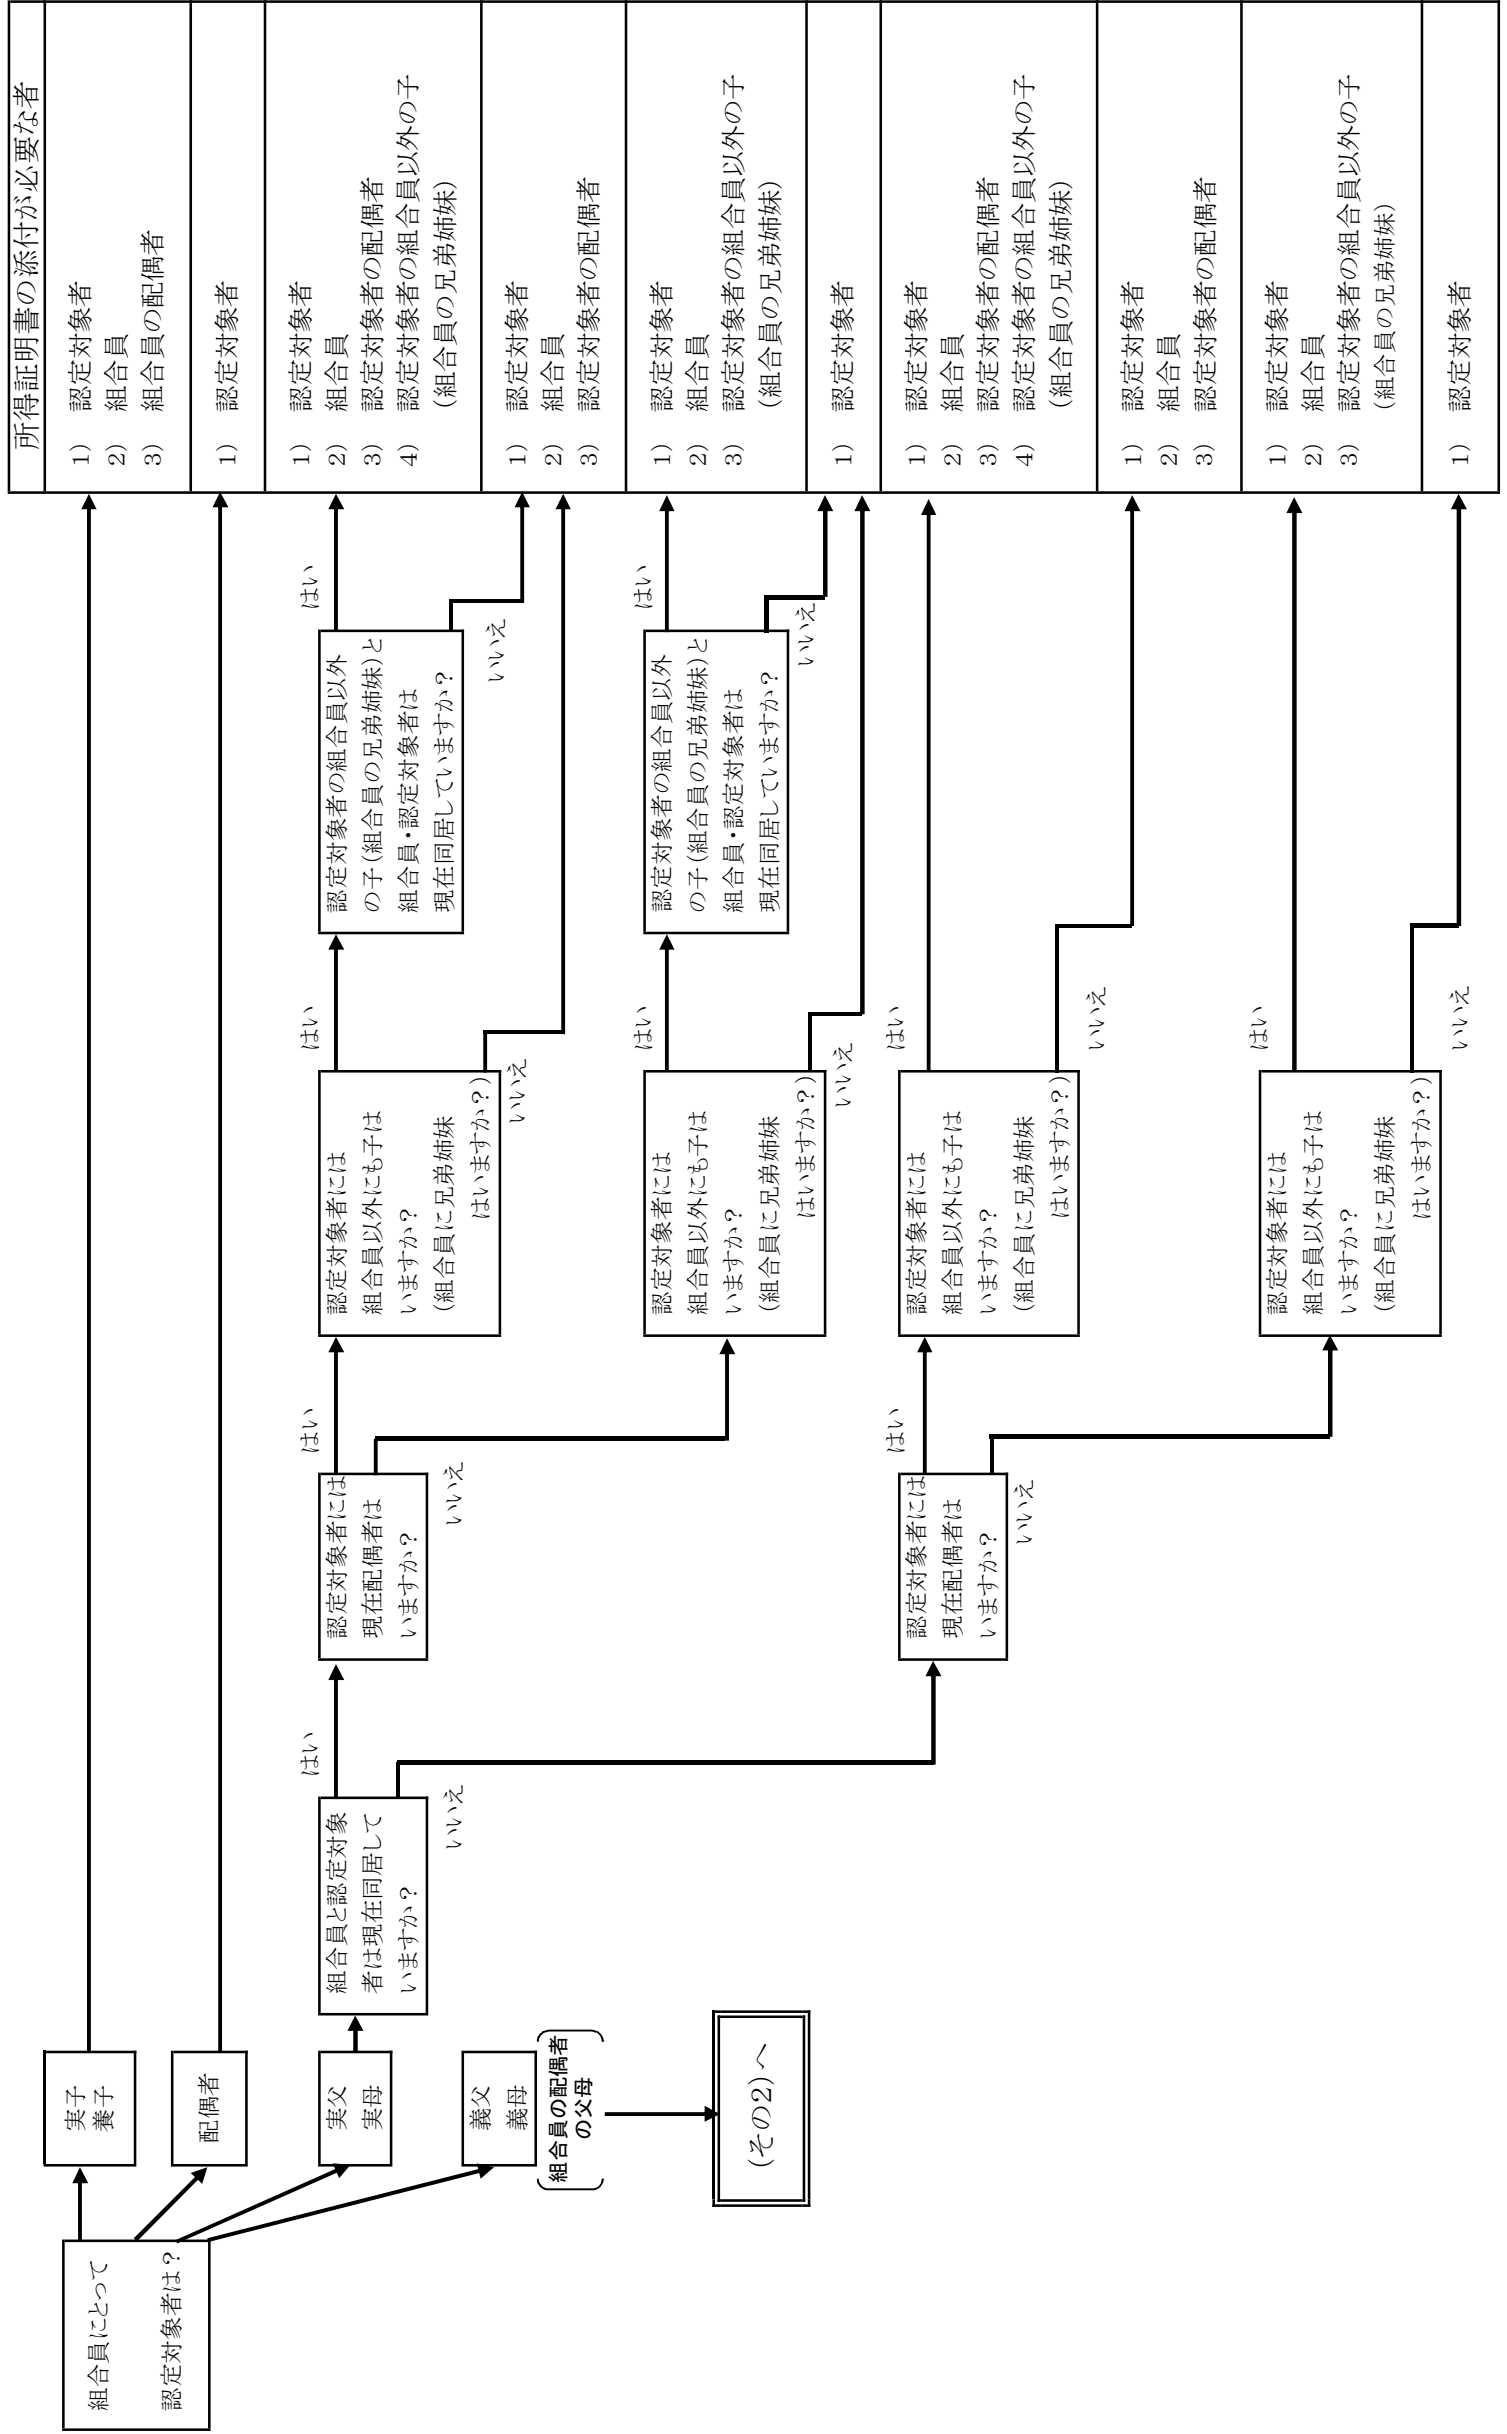 所得証明書の添付が必要な者
組合員にとって
認定対象者は?
実子
養子
1) 認定対象者
2) 組合員
3) 組合員の配偶者
配偶者
1) 認定対象者
実父
実母
組合員と認定対象
者は現在同居して
いますか?
はい
いいえ
認定対象者には
現在配偶者は
いますか?
はい
いいえ
認定対象者には
組合員以外にも子は
いますか?
(組合員に兄弟姉妹
はいますか?)
はい
いいえ
認定対象者の組合員以外
の子(組合員の兄弟姉妹)と
組合員・認定対象者は
現在同居していますか?
はい
いいえ
1) 認定対象者
2) 組合員
3) 認定対象者の配偶者
4) 認定対象者の組合員以外の子
(組合員の兄弟姉妹)
1) 認定対象者
2) 組合員
3) 認定対象者の配偶者
認定対象者には
組合員以外にも子は
いますか?
(組合員に兄弟姉妹
はいますか?)
はい
いいえ
認定対象者の組合員以外
の子(組合員の兄弟姉妹)と
組合員・認定対象者は
現在同居していますか?
はい
いいえ
1) 認定対象者
2) 組合員
3) 認定対象者の組合員以外の子
(組合員の兄弟姉妹)
1) 認定対象者
認定対象者には
現在配偶者は
いますか?
はい
いいえ
認定対象者には
組合員以外にも子は
いますか?
(組合員に兄弟姉妹
はいますか?)
はい
いいえ
1) 認定対象者
2) 組合員
3) 認定対象者の配偶者
4) 認定対象者の組合員以外の子
(組合員の兄弟姉妹)
1) 認定対象者
2) 組合員
3) 認定対象者の配偶者
認定対象者には
組合員以外にも子は
いますか?
(組合員に兄弟姉妹
はいますか?)
はい
いいえ
1) 認定対象者
2) 組合員
3) 認定対象者の組合員以外の子
(組合員の兄弟姉妹)
1) 認定対象者
義父
義母
組合員の配偶者
の父母
(その2)へ